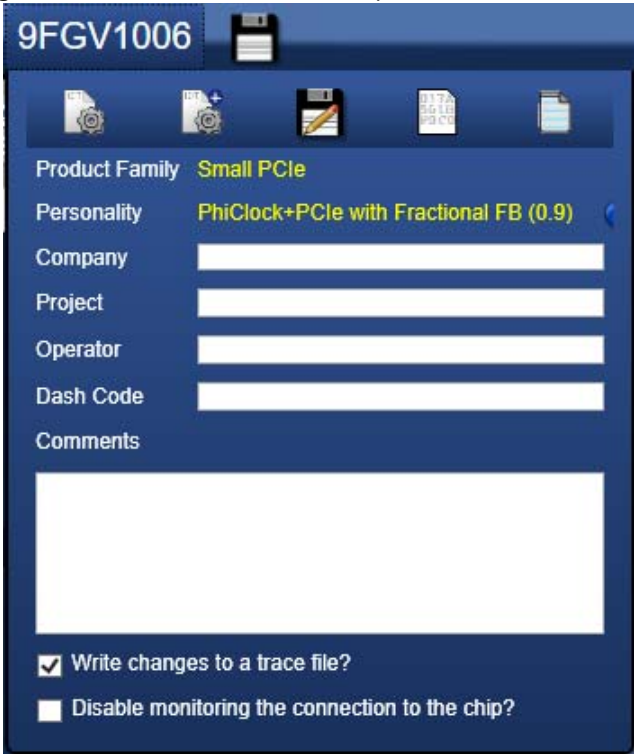 9FGV1006
Product Family Small PCIe
Personality PhiClock+PCIe with Fractional FB (0.9)
Company
Project
Operator
Dash Code
Comments
Write changes to a trace file?
Disable monitoring the connection to the chip?